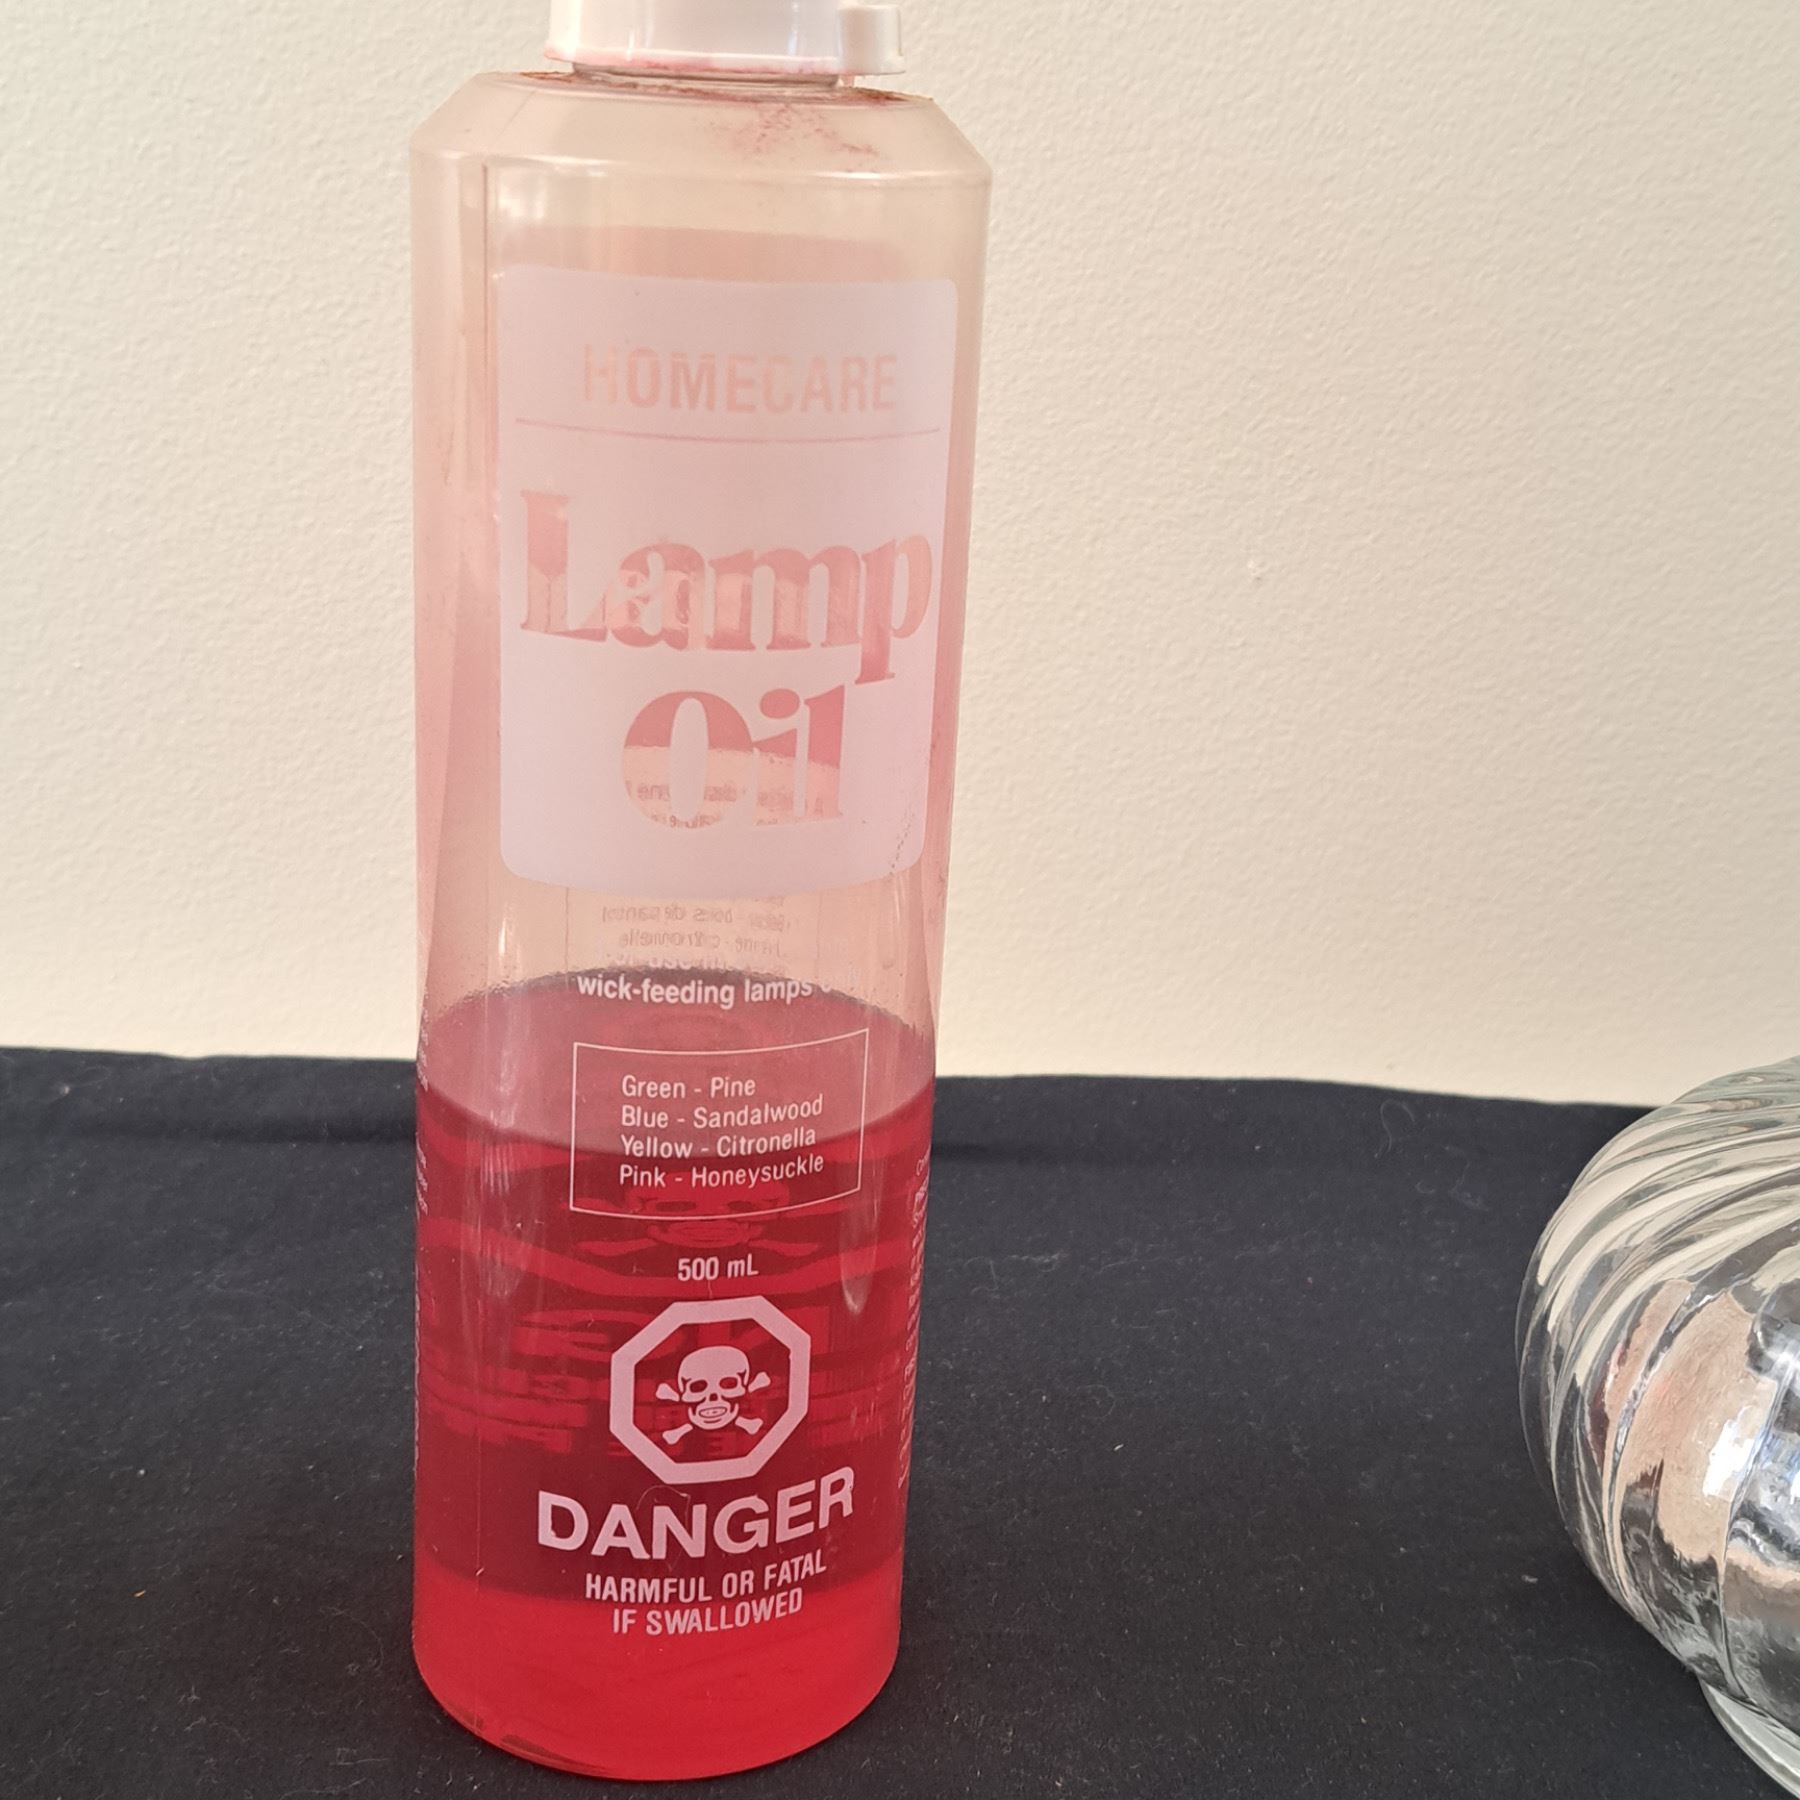 HOMECARE
Lamp
Oil
wick-feeding lamps
Green - Pine
Blue - Sandalwood
Yellow - Citronella
Pink - Honeysuckle
500 mL
DANGER
HARMFUL OR FATAL
IF SWALLOWED